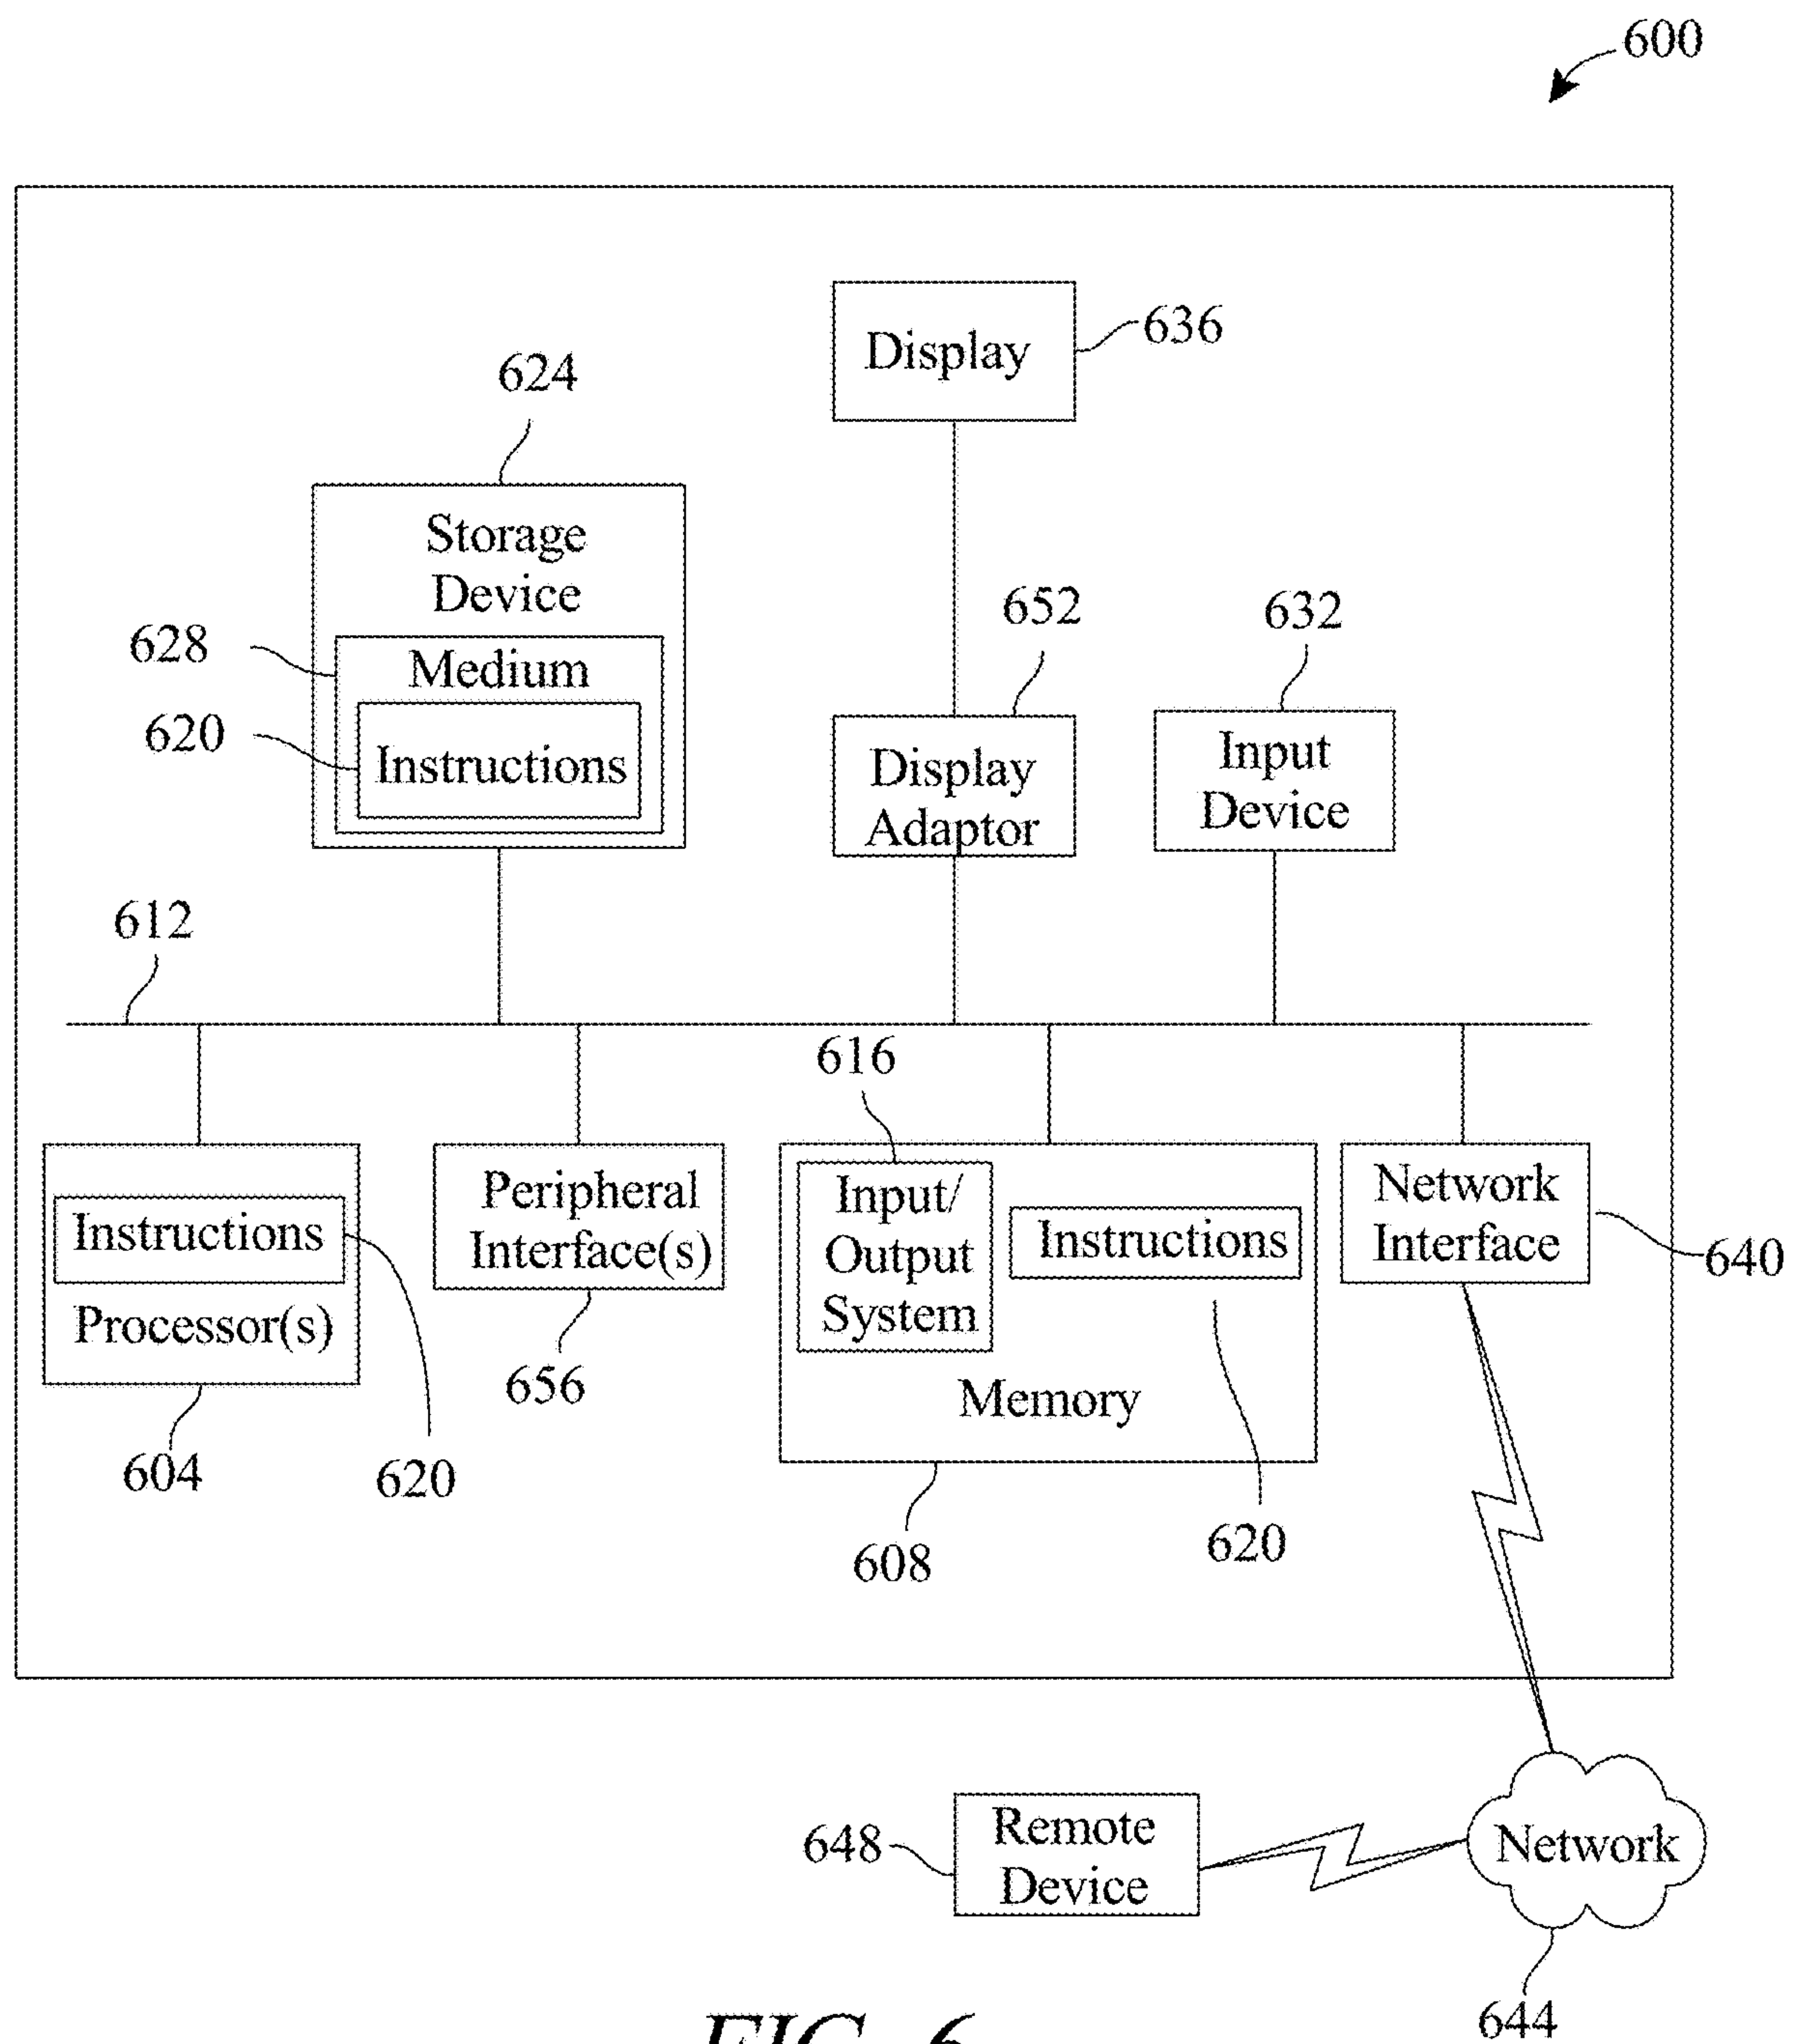 600
Display
636
624
Storage
Device
652
632
628
Medium
620
Instructions
Display
Adaptor
Input
Device
612
616
Instructions
Processor(s)
Peripheral
Interface(s)
Input/
Output
System
Instructions
Memory
Network
Interface
640
656
604
620
608
620
Remote
Device
648
Network
644
FIG. 6